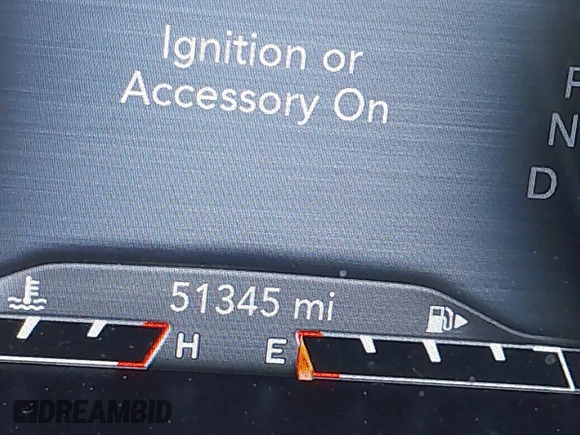 Ignition or
Accessory On
N
D
51345 mi
H
E
DREAMBID